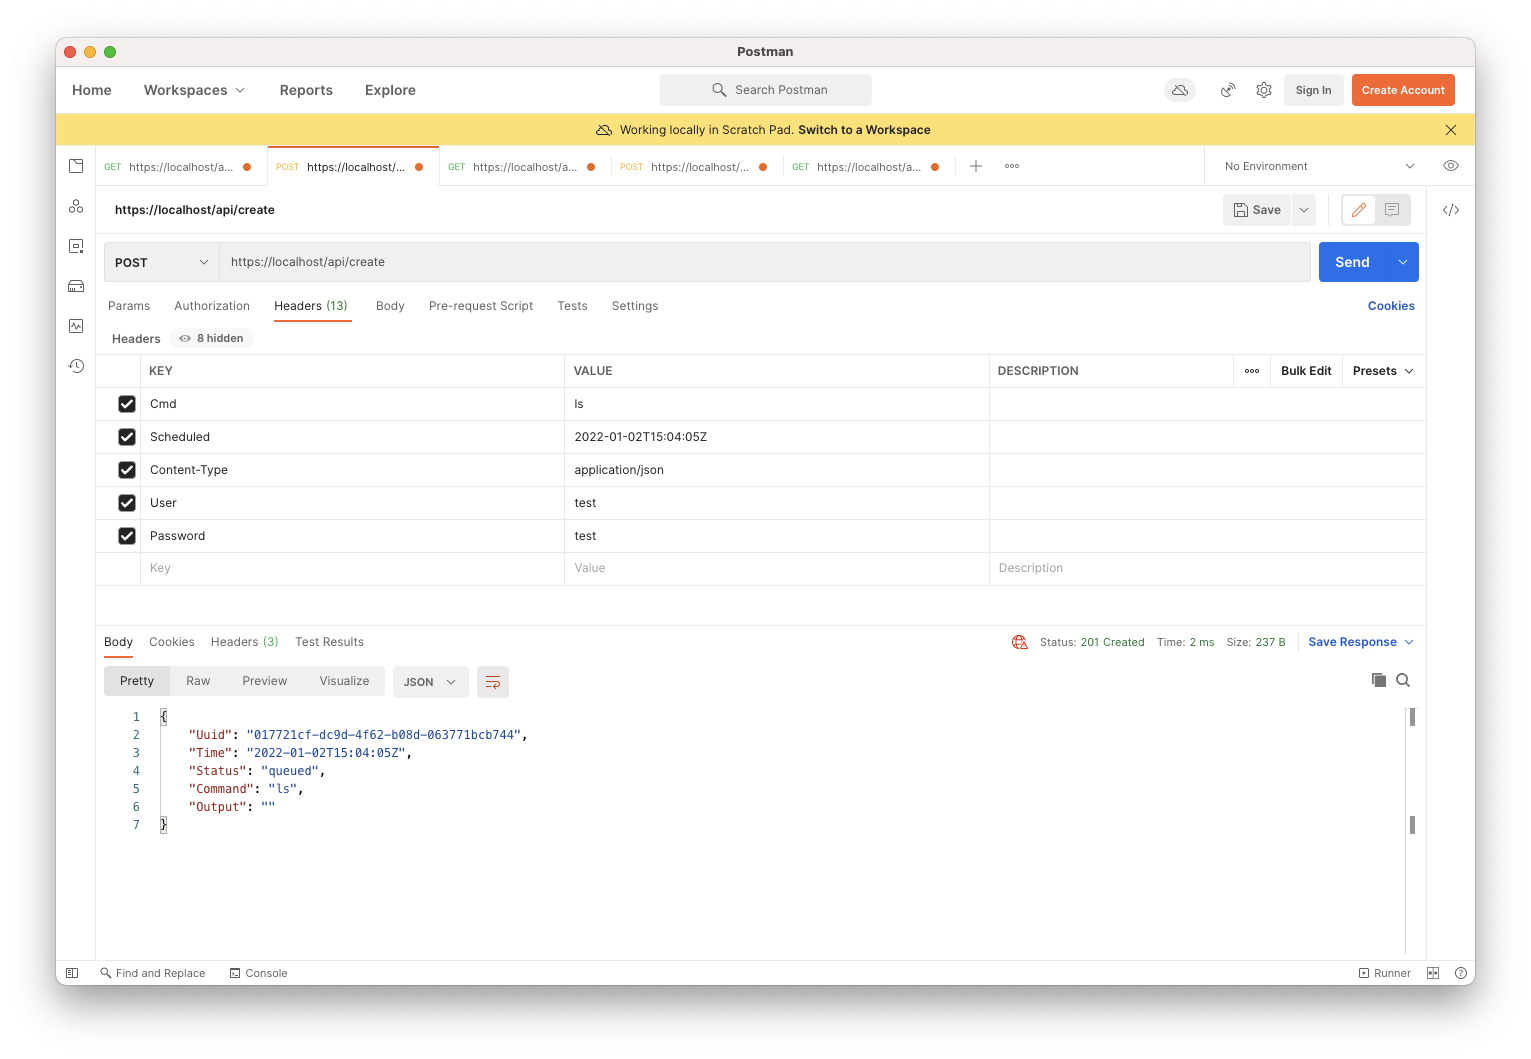 Postman
Home Workspaces Reports Explore Search Postman Sign In Create Account
Working locally in Scratch Pad. Switch to a Workspace
GET https://localhost/a... POST https://localhost/... GET https://localhost/a... POST https://localhost/... GET https://localhost/a... No Environment
https://localhost/api/create Save
POST https://localhost/api/create Send
Params Authorization Headers (13) Body Pre-request Script Tests Settings Cookies
Headers 8 hidden
KEY VALUE DESCRIPTION Bulk Edit Presets
Cmd ls
Scheduled 2022-01-02T15:04:05Z
Content-Type application/json
User test
Password test
Key Value Description
Body Cookies Headers (3) Test Results Status: 201 Created Time: 2 ms Size: 237 B Save Response
Pretty Raw Preview Visualize JSON
1 {
2 "Uuid": "017721cf-dc9d-4f62-b08d-063771bcb744",
3 "Time": "2022-01-02T15:04:05Z",
4 "Status": "queued",
5 "Command": "ls",
6 "Output": ""
7 }
Find and Replace Console Runner